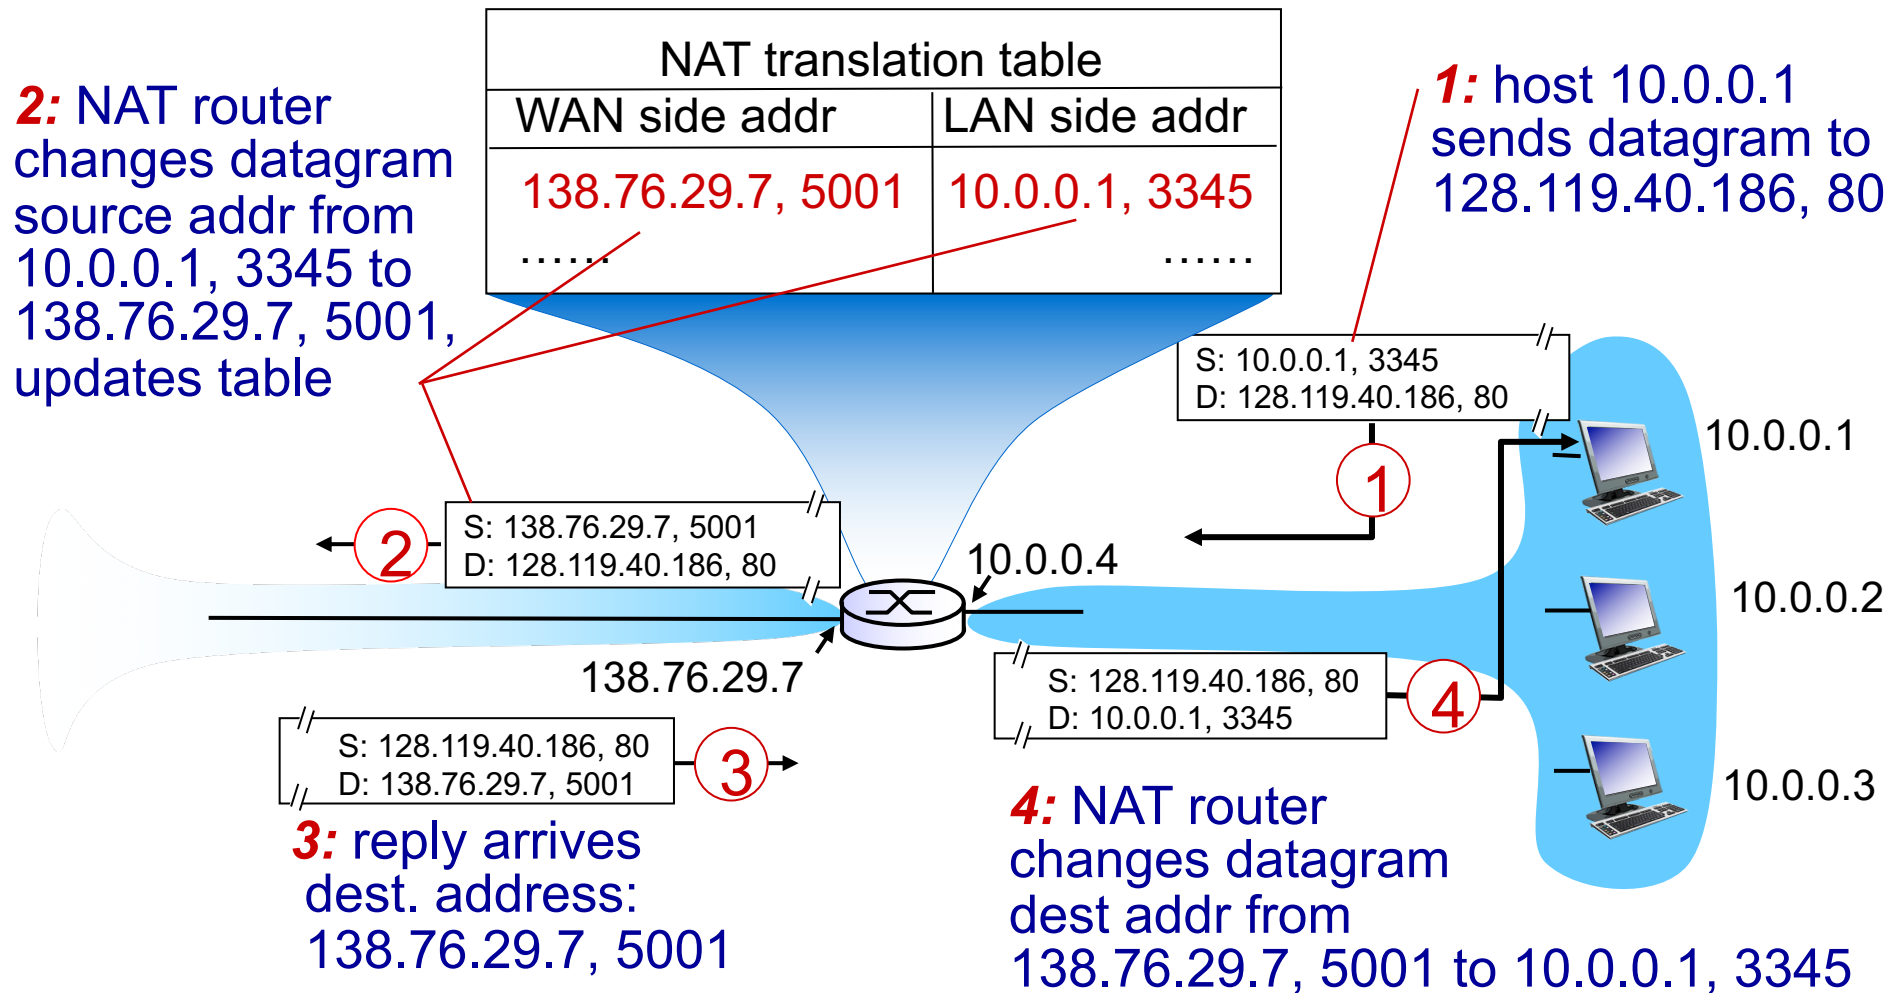 NAT translation table
WAN side addr LAN side addr
138.76.29.7, 5001 10.0.0.1, 3345
...... ......
1: host 10.0.0.1
sends datagram to
128.119.40.186, 80
2: NAT router
changes datagram
source addr from
10.0.0.1, 3345 to
138.76.29.7, 5001,
updates table
S: 10.0.0.1, 3345
D: 128.119.40.186, 80
1
10.0.0.1
S: 138.76.29.7, 5001
D: 128.119.40.186, 80
2
10.0.0.4
10.0.0.2
138.76.29.7
S: 128.119.40.186, 80
D: 10.0.0.1, 3345
4
S: 128.119.40.186, 80
D: 138.76.29.7, 5001
3
10.0.0.3
3: reply arrives
dest. address:
138.76.29.7, 5001
4: NAT router
changes datagram
dest addr from
138.76.29.7, 5001 to 10.0.0.1, 3345